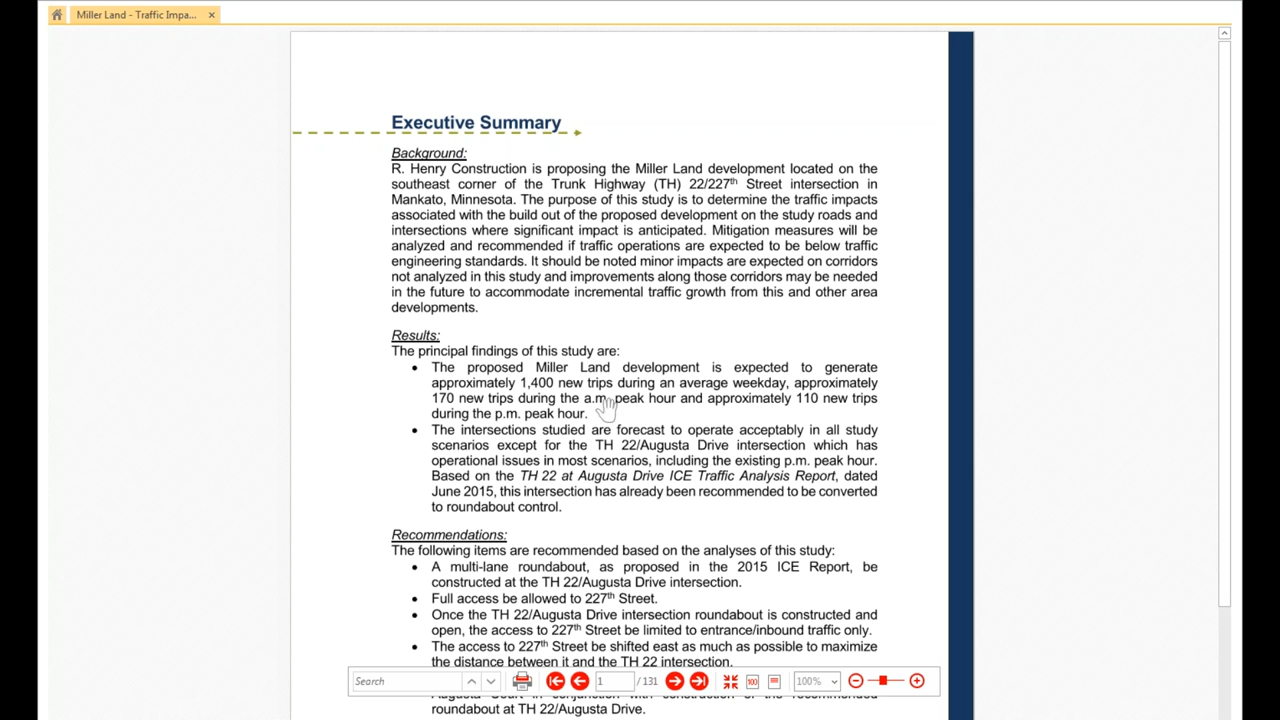 Miller Land - Traffic Impa...
Executive Summary
Background:
R. Henry Construction is proposing the Miller Land development located on the
southeast corner of the Trunk Highway (TH) 22/227th Street intersection in
Mankato, Minnesota. The purpose of this study is to determine the traffic impacts
associated with the build out of the proposed development on the study roads and
intersections where significant impact is anticipated. Mitigation measures will be
analyzed and recommended if traffic operations are expected to be below traffic
engineering standards. It should be noted minor impacts are expected on corridors
not analyzed in this study and improvements along those corridors may be needed
in the future to accommodate incremental traffic growth from this and other area
developments.
Results:
The principal findings of this study are:
• The proposed Miller Land development is expected to generate
approximately 1,400 new trips during an average weekday, approximately
170 new trips during the a.m. peak hour and approximately 110 new trips
during the p.m. peak hour.
• The intersections studied are forecast to operate acceptably in all study
scenarios except for the TH 22/Augusta Drive intersection which has
operational issues in most scenarios, including the existing p.m. peak hour.
Based on the TH 22 at Augusta Drive ICE Traffic Analysis Report, dated
June 2015, this intersection has already been recommended to be converted
to roundabout control.
Recommendations:
The following items are recommended based on the analyses of this study:
• A multi-lane roundabout, as proposed in the 2015 ICE Report, be
constructed at the TH 22/Augusta Drive intersection.
• Full access be allowed to 227th Street.
• Once the TH 22/Augusta Drive intersection roundabout is constructed and
open, the access to 227th Street be limited to entrance/inbound traffic only.
• The access to 227th Street be shifted east as much as possible to maximize
the distance between it and the TH 22 intersection.
Search 1 / 131 100 100%
Augusta Court in conjunction with construction of the recommended
roundabout at TH 22/Augusta Drive.